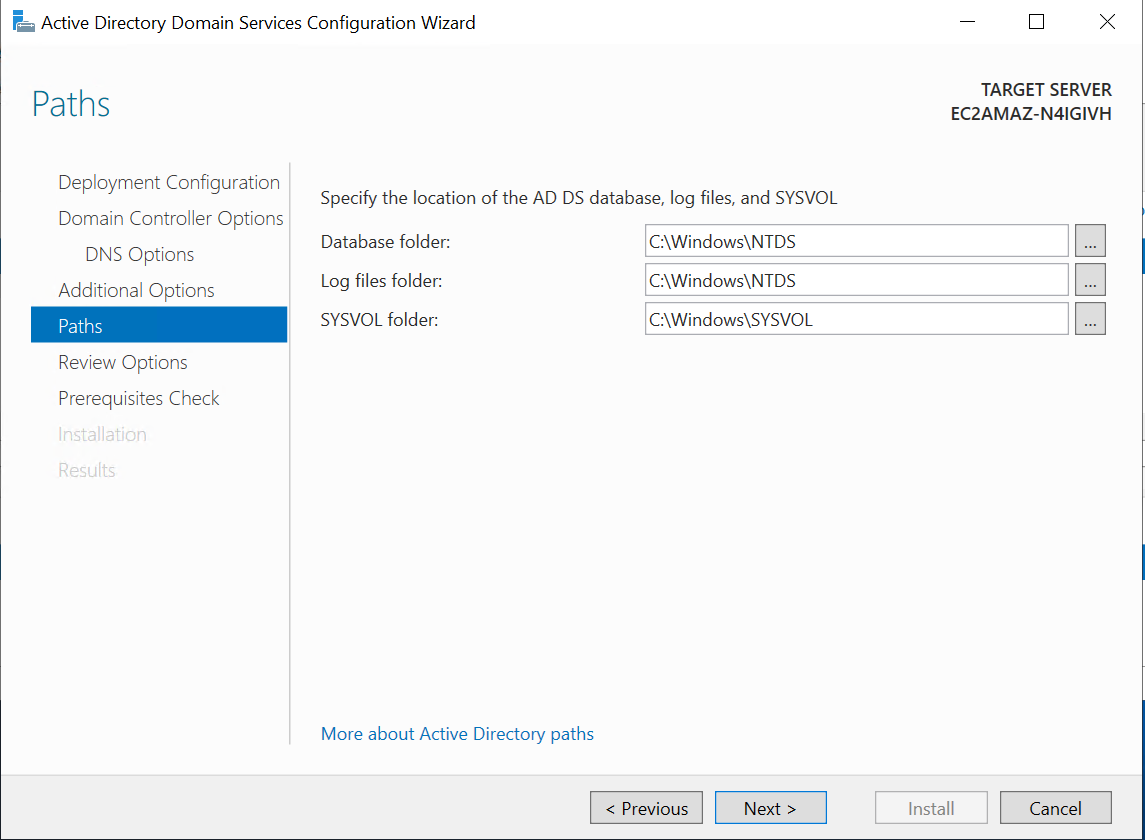 Active Directory Domain Services Configuration Wizard
Paths
TARGET SERVER
EC2AMAZ-N4IGIVH
Deployment Configuration
Domain Controller Options
DNS Options
Additional Options
Paths
Review Options
Prerequisites Check
Installation
Results
Specify the location of the AD DS database, log files, and SYSVOL
Database folder: C:\Windows\NTDS ...
Log files folder: C:\Windows\NTDS ...
SYSVOL folder: C:\Windows\SYSVOL ...
More about Active Directory paths
< Previous Next > Install Cancel